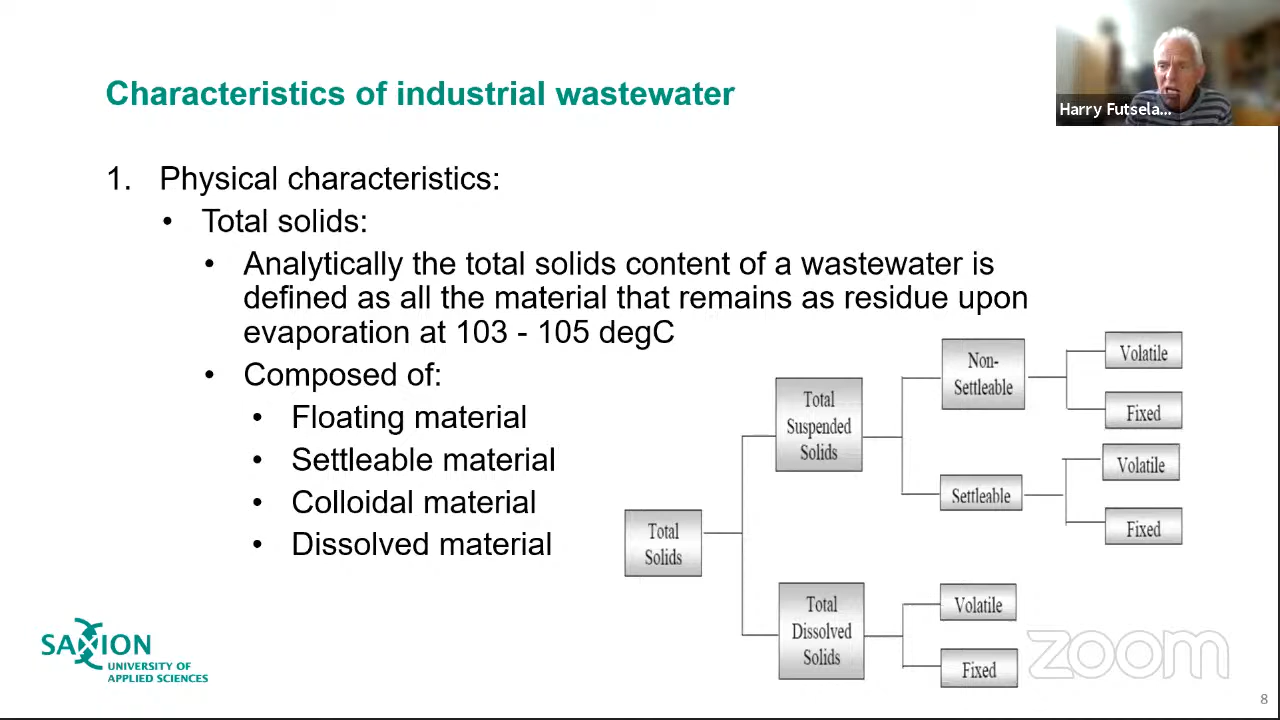 Characteristics of industrial wastewater
Harry Futsela...
1. Physical characteristics:
• Total solids:
• Analytically the total solids content of a wastewater is
defined as all the material that remains as residue upon
evaporation at 103 - 105 degC
• Composed of:
• Floating material
• Settleable material
• Colloidal material
• Dissolved material
Total
Solids
Total
Suspended
Solids
Non-
Settleable
Volatile
Fixed
Settleable
Volatile
Fixed
Total
Dissolved
Solids
Volatile
Fixed
SAXION
UNIVERSITY OF
APPLIED SCIENCES
zoom
8